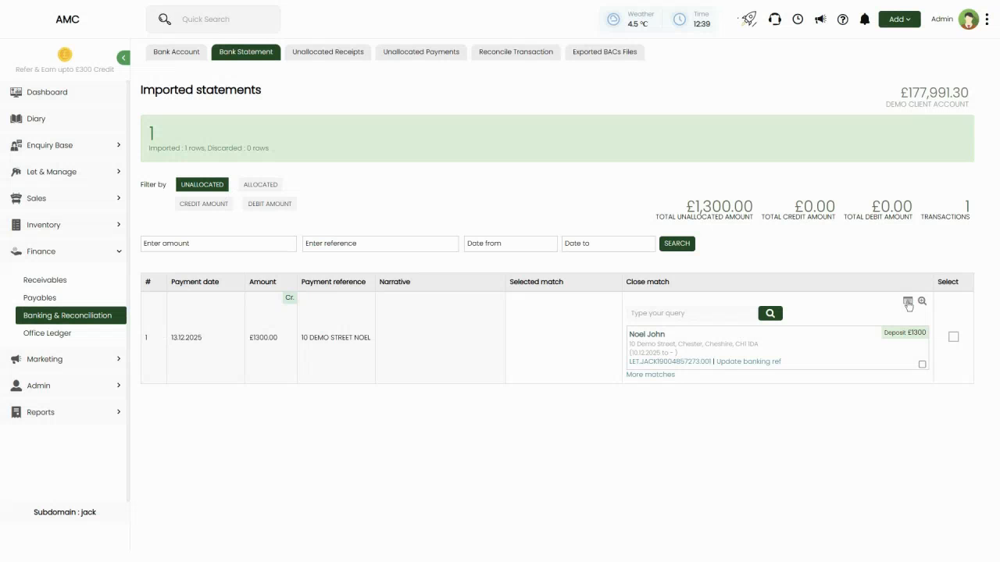 AMC
Quick Search
Weather
4.5 °C
Time
12:39
Add
Admin
Refer & Earn upto £300 Credit
Dashboard
Diary
Enquiry Base
Let & Manage
Sales
Inventory
Finance
Receivables
Payables
Banking & Reconciliation
Office Ledger
Marketing
Admin
Reports
Subdomain : jack
Bank Account
Bank Statement
Unallocated Receipts
Unallocated Payments
Reconcile Transaction
Exported BACs Files
Imported statements
£177,991.30
DEMO CLIENT ACCOUNT
1
Imported : 1 rows, Discarded : 0 rows
Filter by
UNALLOCATED
ALLOCATED
CREDIT AMOUNT
DEBIT AMOUNT
£1,300.00
TOTAL UNALLOCATED AMOUNT
£0.00
TOTAL CREDIT AMOUNT
£0.00
TOTAL DEBIT AMOUNT
1
TRANSACTIONS
Enter amount
Enter reference
Date from
Date to
SEARCH
# Payment date Amount Payment reference Narrative Selected match Close match Select
Cr.
1 13.12.2025 £1300.00 10 DEMO STREET NOEL
Type your query
Noel John
Deposit £1300
10 Demo Street, Chester, Cheshire, CH1 1DA
(10.12.2025 to - )
LET.JACK19004857273.001 | Update banking ref
More matches